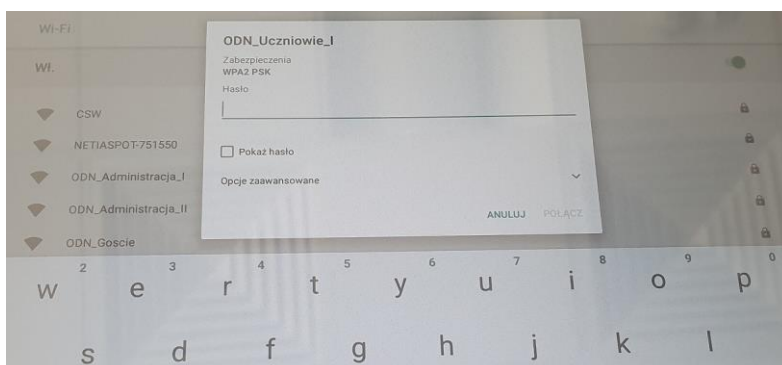 Wi-Fi
Wł.
CSW
NETIASPOT-751550
ODN_Administracja_I
ODN_Administracja_II
ODN_Goscie
ODN_Uczniowie_I
Zabezpieczenia
WPA2 PSK
Hasło
Pokaż hasło
Opcje zaawansowane
ANULUJ POŁĄCZ
2 3 4 5 6 7 8 9 0
w e r t y u i o p
s d f g h j k l